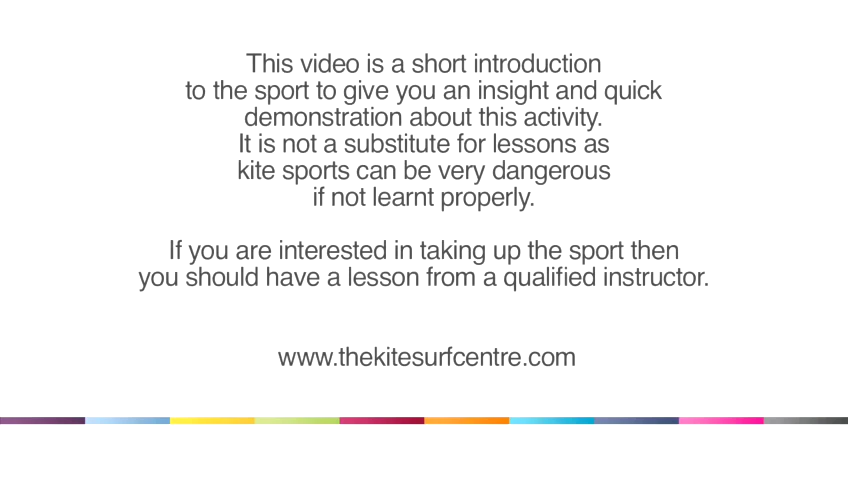 This video is a short introduction
to the sport to give you an insight and quick
demonstration about this activity.
It is not a substitute for lessons as
kite sports can be very dangerous
if not learnt properly.
If you are interested in taking up the sport then
you should have a lesson from a qualified instructor.
www.thekitesurfcentre.com